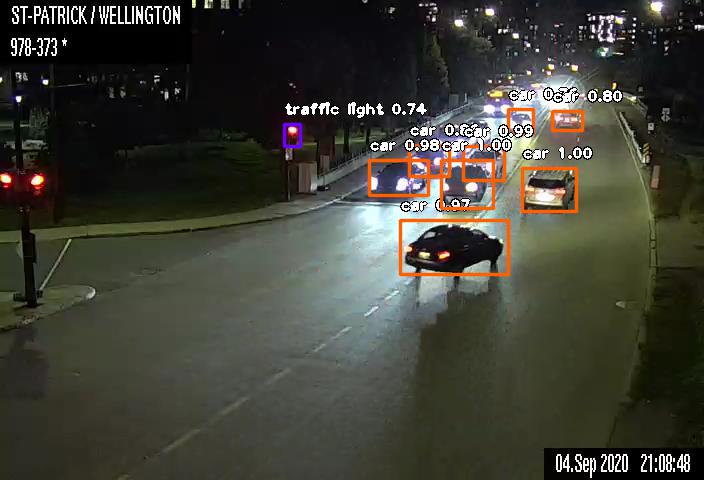 ST-PATRICK / WELLINGTON
978-373 *
car 0.80
traffic light 0.74
car 0.99
car 0.98
car 1.00
car 1.00
car 0.97
04.Sep 2020 21:08:48